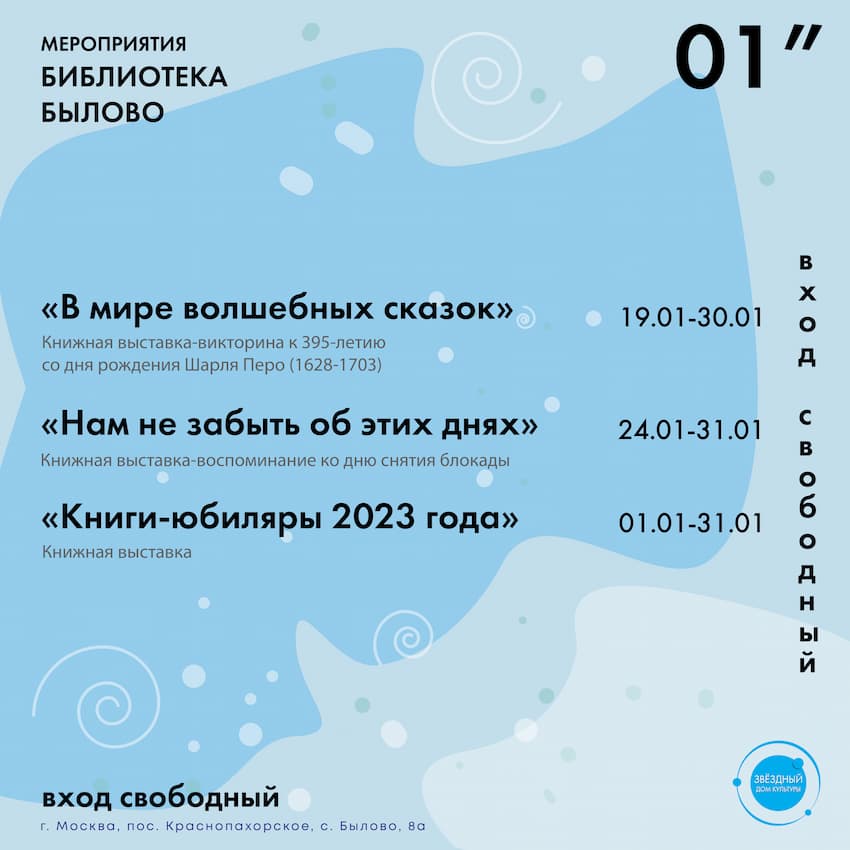 МЕРОПРИЯТИЯ
БИБЛИОТЕКА
БЫЛОВО
01”
«В мире волшебных сказок»
19.01-30.01
Книжная выставка-викторина к 395-летию
со дня рождения Шарля Перо (1628-1703)
«Нам не забыть об этих днях»
24.01-31.01
Книжная выставка-воспоминание ко дню снятия блокады
«Книги-юбиляры 2023 года»
01.01-31.01
Книжная выставка
вход свободный
вход свободный
г. Москва, пос. Краснопахорское, с. Былово, 8а
ЗВЁЗДНЫЙ
ДОМ КУЛЬТУРЫ